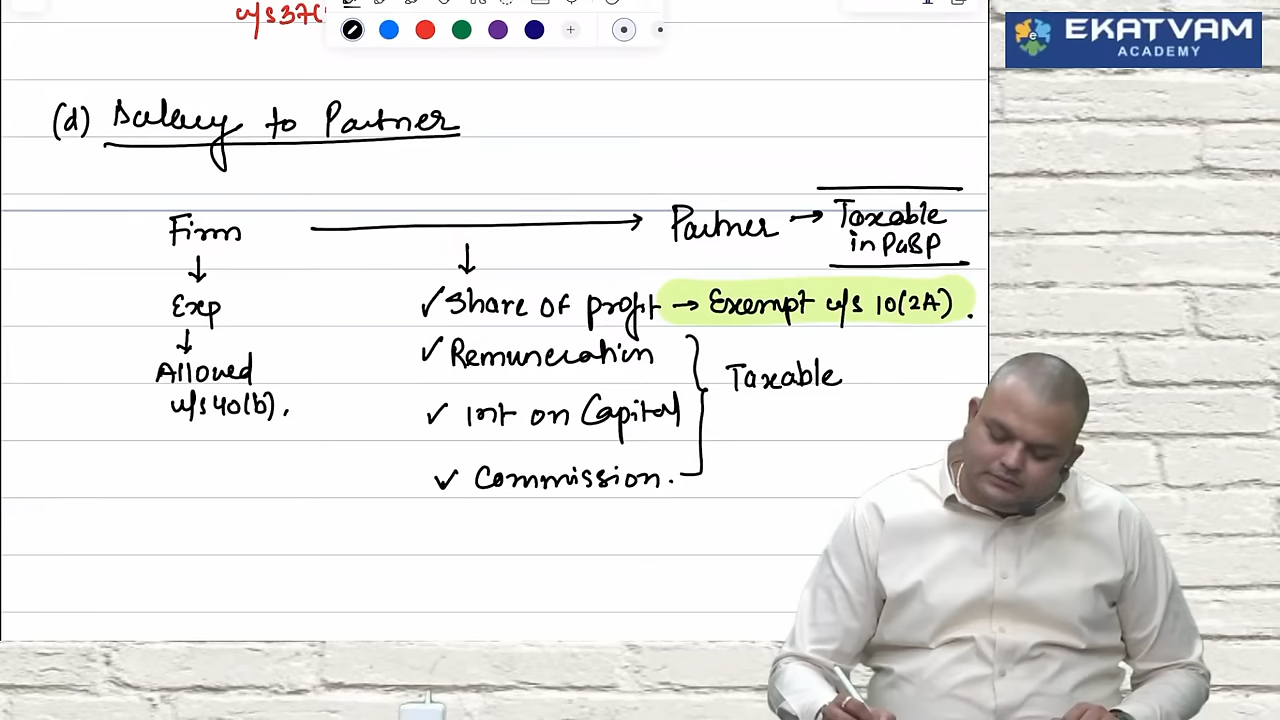 u/s 37(1
EKATVAM
ACADEMY
(d) Salary to Partner
Firm → Partner → Taxable
in PGBP
↓ ↓
Exp ✓ Share of profit → Exempt u/s 10(2A).
↓
Allowed ✓ Remuneration
u/s 40(b). Taxable
✓ Int on Capital
✓ Commission.